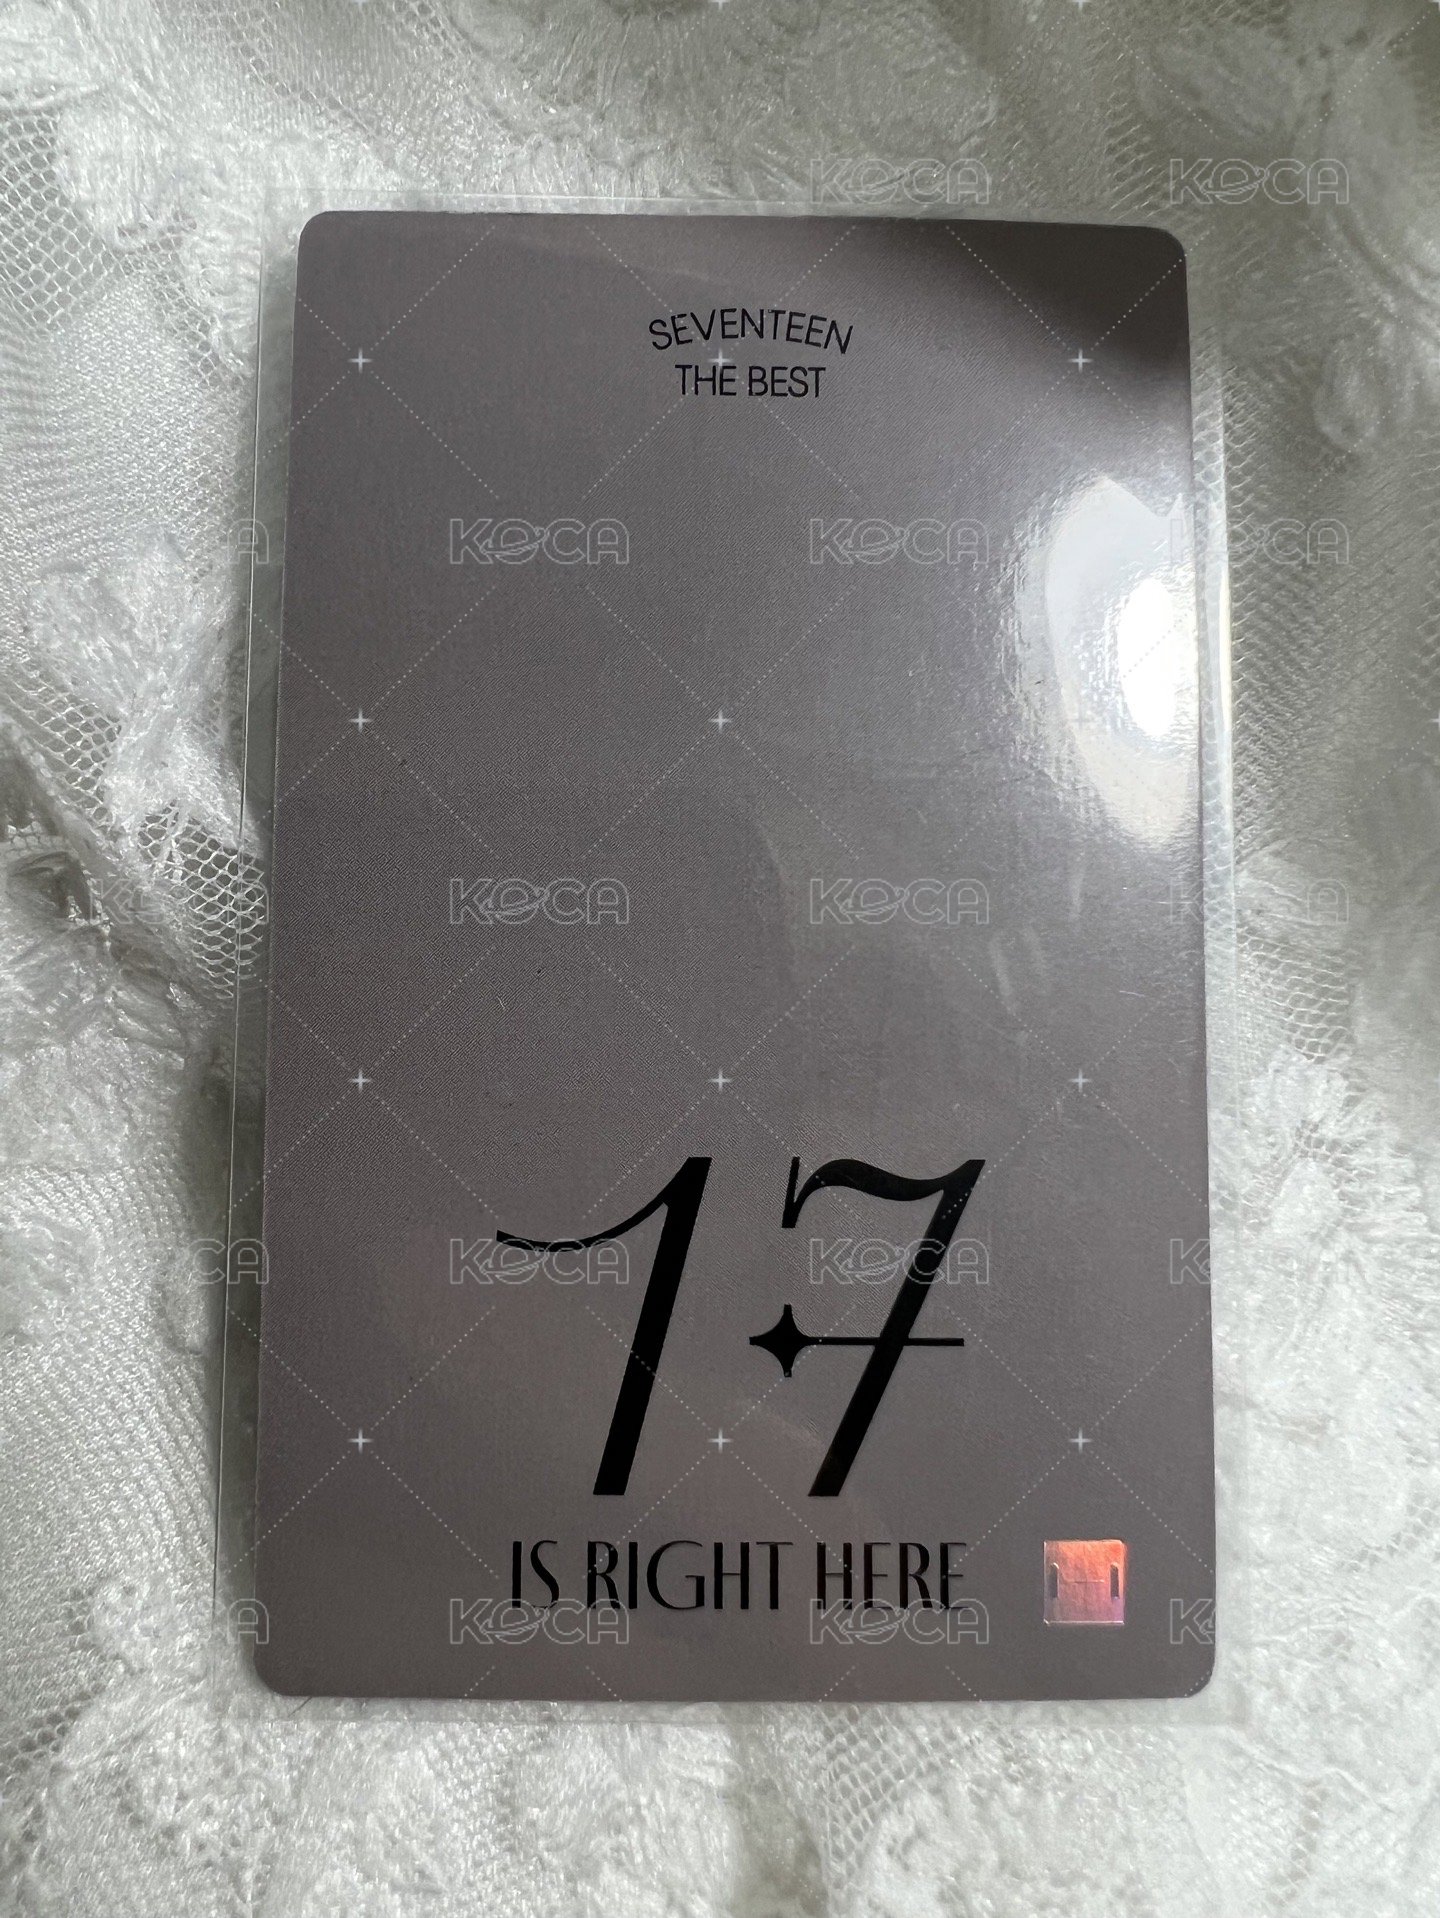 SEVENTEEN
THE BEST
17
IS RIGHT HERE
KOCA